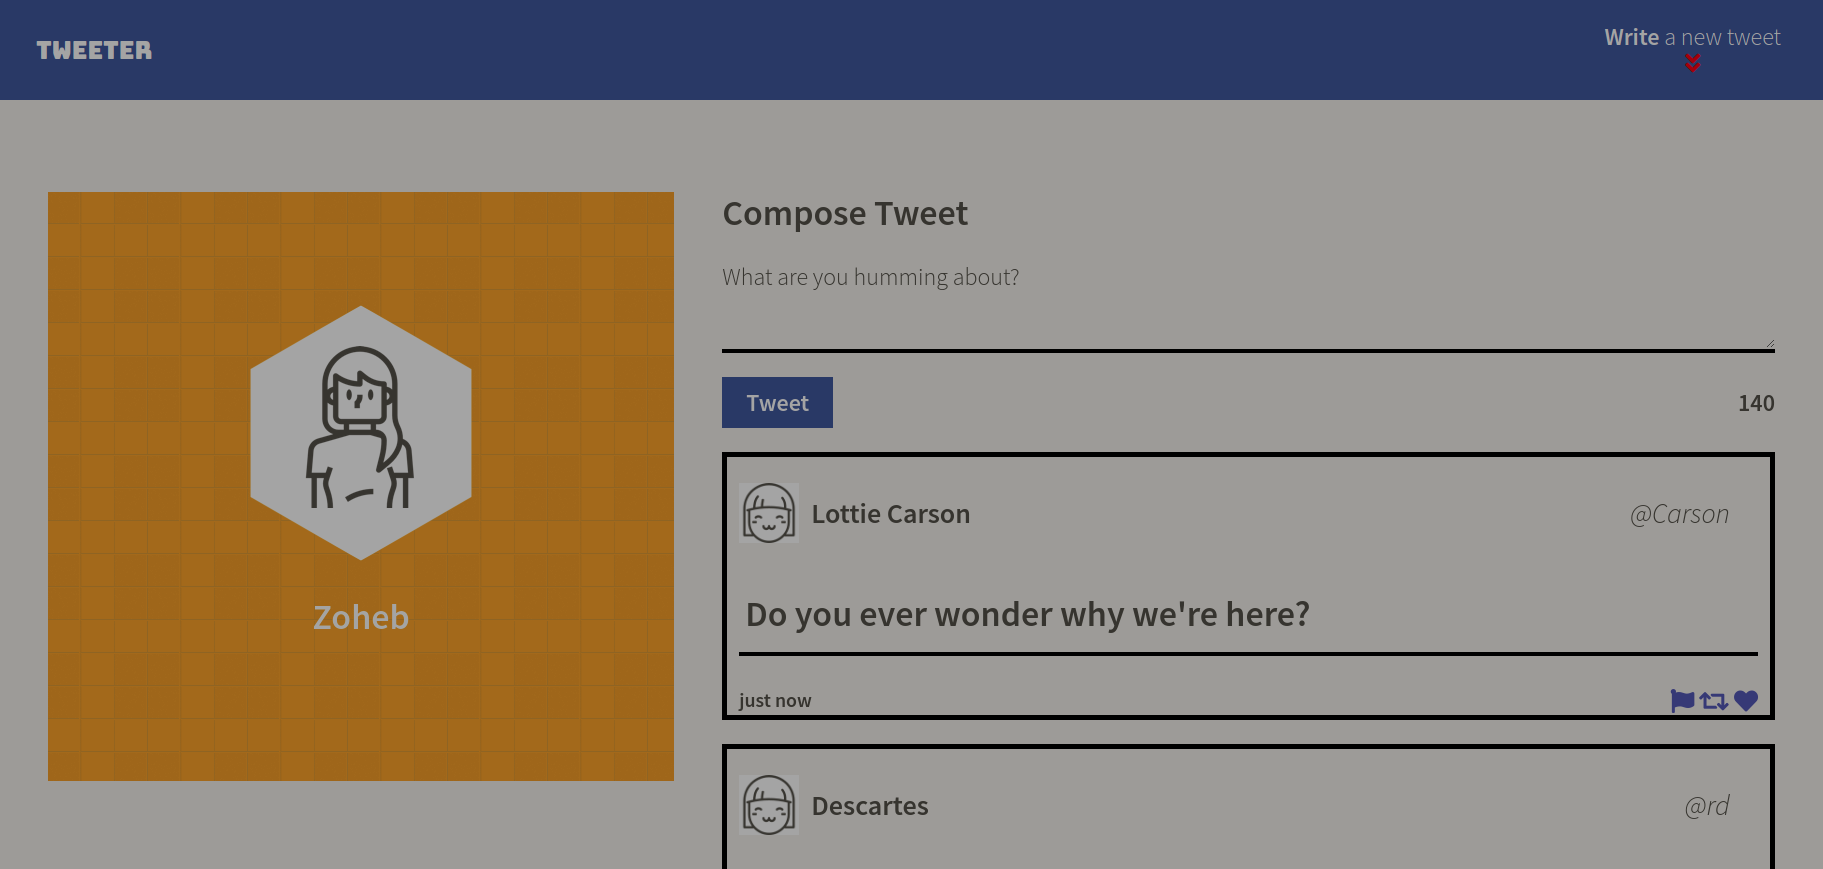 TWEETER
Write a new tweet
Zoheb
Compose Tweet
What are you humming about?
Tweet
140
Lottie Carson
@Carson
Do you ever wonder why we're here?
just now
Descartes
@rd